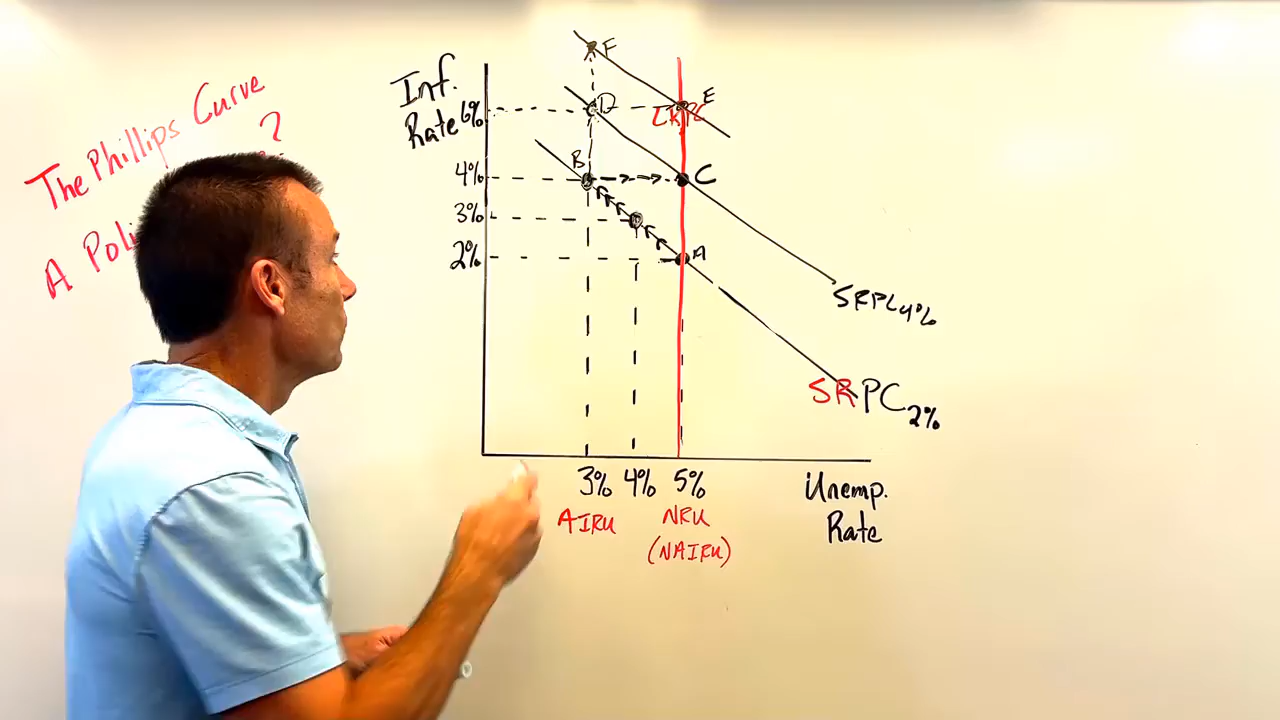 The Phillips Curve
?
A Poli
Inf.
Rate
6%
4%
3%
2%
F
D
E
LRPC
B
C
A
SRPC4%
SRPC2%
3% 4% 5%
AIRU NRU
(NAIRU)
Unemp.
Rate